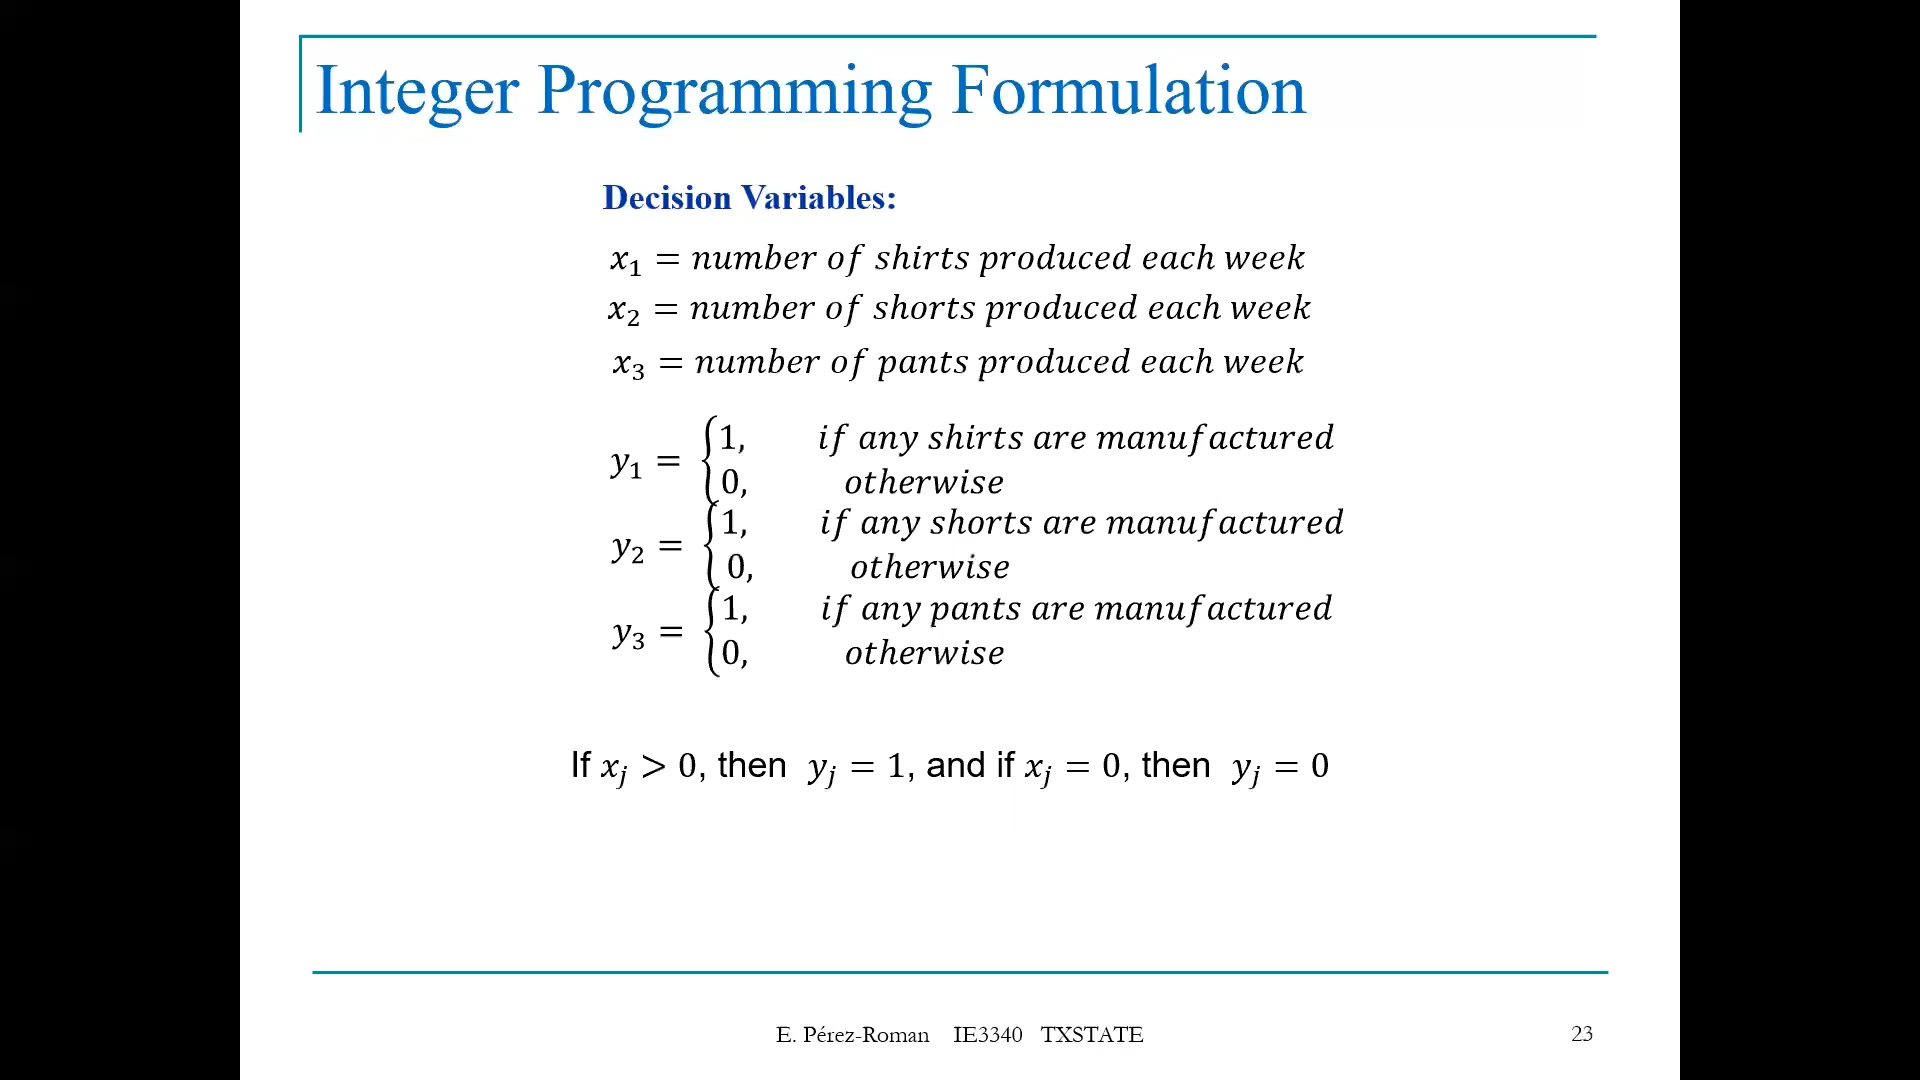 Integer Programming Formulation
Decision Variables:
x₁ = number of shirts produced each week
x₂ = number of shorts produced each week
x₃ = number of pants produced each week
y₁ = { 1, if any shirts are manufactured
0, otherwise
y₂ = { 1, if any shorts are manufactured
0, otherwise
y₃ = { 1, if any pants are manufactured
0, otherwise
If xⱼ > 0, then yⱼ = 1, and if xⱼ = 0, then yⱼ = 0
E. Pérez-Roman IE3340 TXSTATE
23